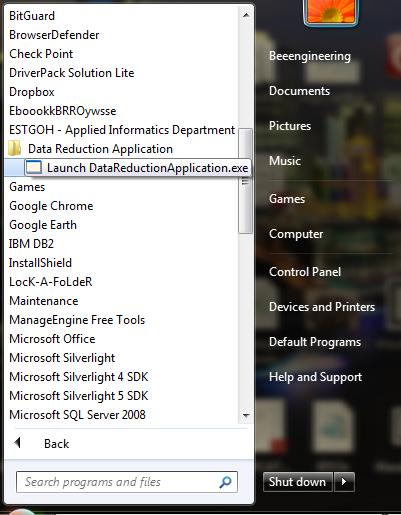 BitGuard
BrowserDefender
Check Point
DriverPack Solution Lite
Dropbox
EboookkBRROywsse
ESTGOH - Applied Informatics Department
Data Reduction Application
Launch DataReductionApplication.exe
Games
Google Chrome
Google Earth
IBM DB2
InstallShield
LocK-A-FoLdeR
Maintenance
ManageEngine Free Tools
Microsoft Office
Microsoft Silverlight
Microsoft Silverlight 4 SDK
Microsoft Silverlight 5 SDK
Microsoft SQL Server 2008
Back
Search programs and files
Beeengineering
Documents
Pictures
Music
Games
Computer
Control Panel
Devices and Printers
Default Programs
Help and Support
Shut down